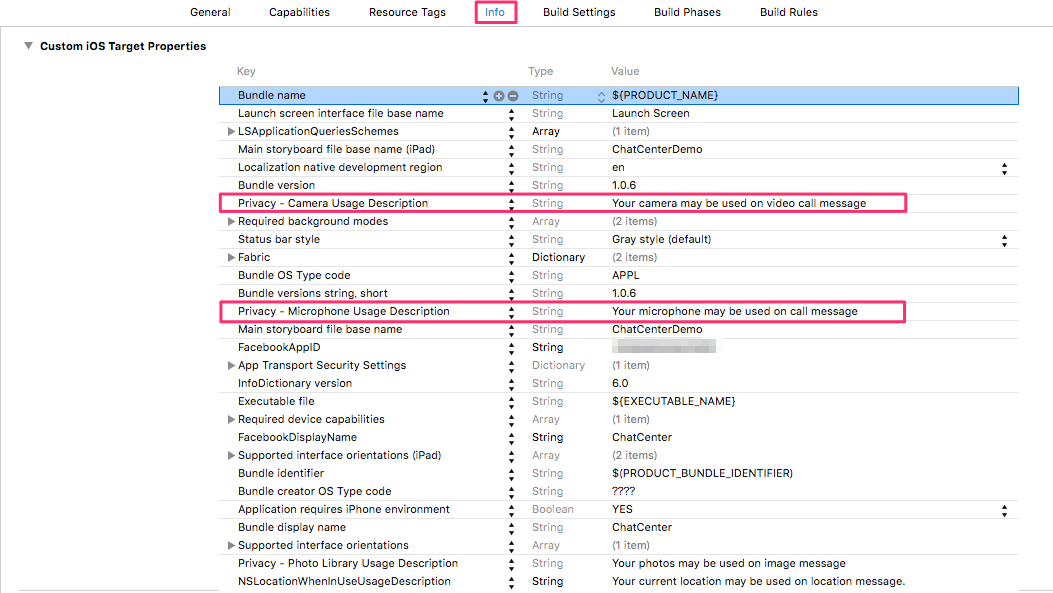 General Capabilities Resource Tags Info Build Settings Build Phases Build Rules
Custom iOS Target Properties
Key Type Value
Bundle name String ${PRODUCT_NAME}
Launch screen interface file base name String Launch Screen
LSApplicationQueriesSchemes Array (1 item)
Main storyboard file base name (iPad) String ChatCenterDemo
Localization native development region String en
Bundle version String 1.0.6
Privacy - Camera Usage Description String Your camera may be used on video call message
Required background modes Array (2 items)
Status bar style String Gray style (default)
Fabric Dictionary (2 items)
Bundle OS Type code String APPL
Bundle versions string, short String 1.0.6
Privacy - Microphone Usage Description String Your microphone may be used on call message
Main storyboard file base name String ChatCenterDemo
FacebookAppID String
App Transport Security Settings Dictionary (1 item)
InfoDictionary version String 6.0
Executable file String ${EXECUTABLE_NAME}
Required device capabilities Array (1 item)
FacebookDisplayName String ChatCenter
Supported interface orientations (iPad) Array (2 items)
Bundle identifier String $(PRODUCT_BUNDLE_IDENTIFIER)
Bundle creator OS Type code String ????
Application requires iPhone environment Boolean YES
Bundle display name String ChatCenter
Supported interface orientations Array (1 item)
Privacy - Photo Library Usage Description String Your photos may be used on image message
NSLocationWhenInUseUsageDescription String Your current location may be used on location message.